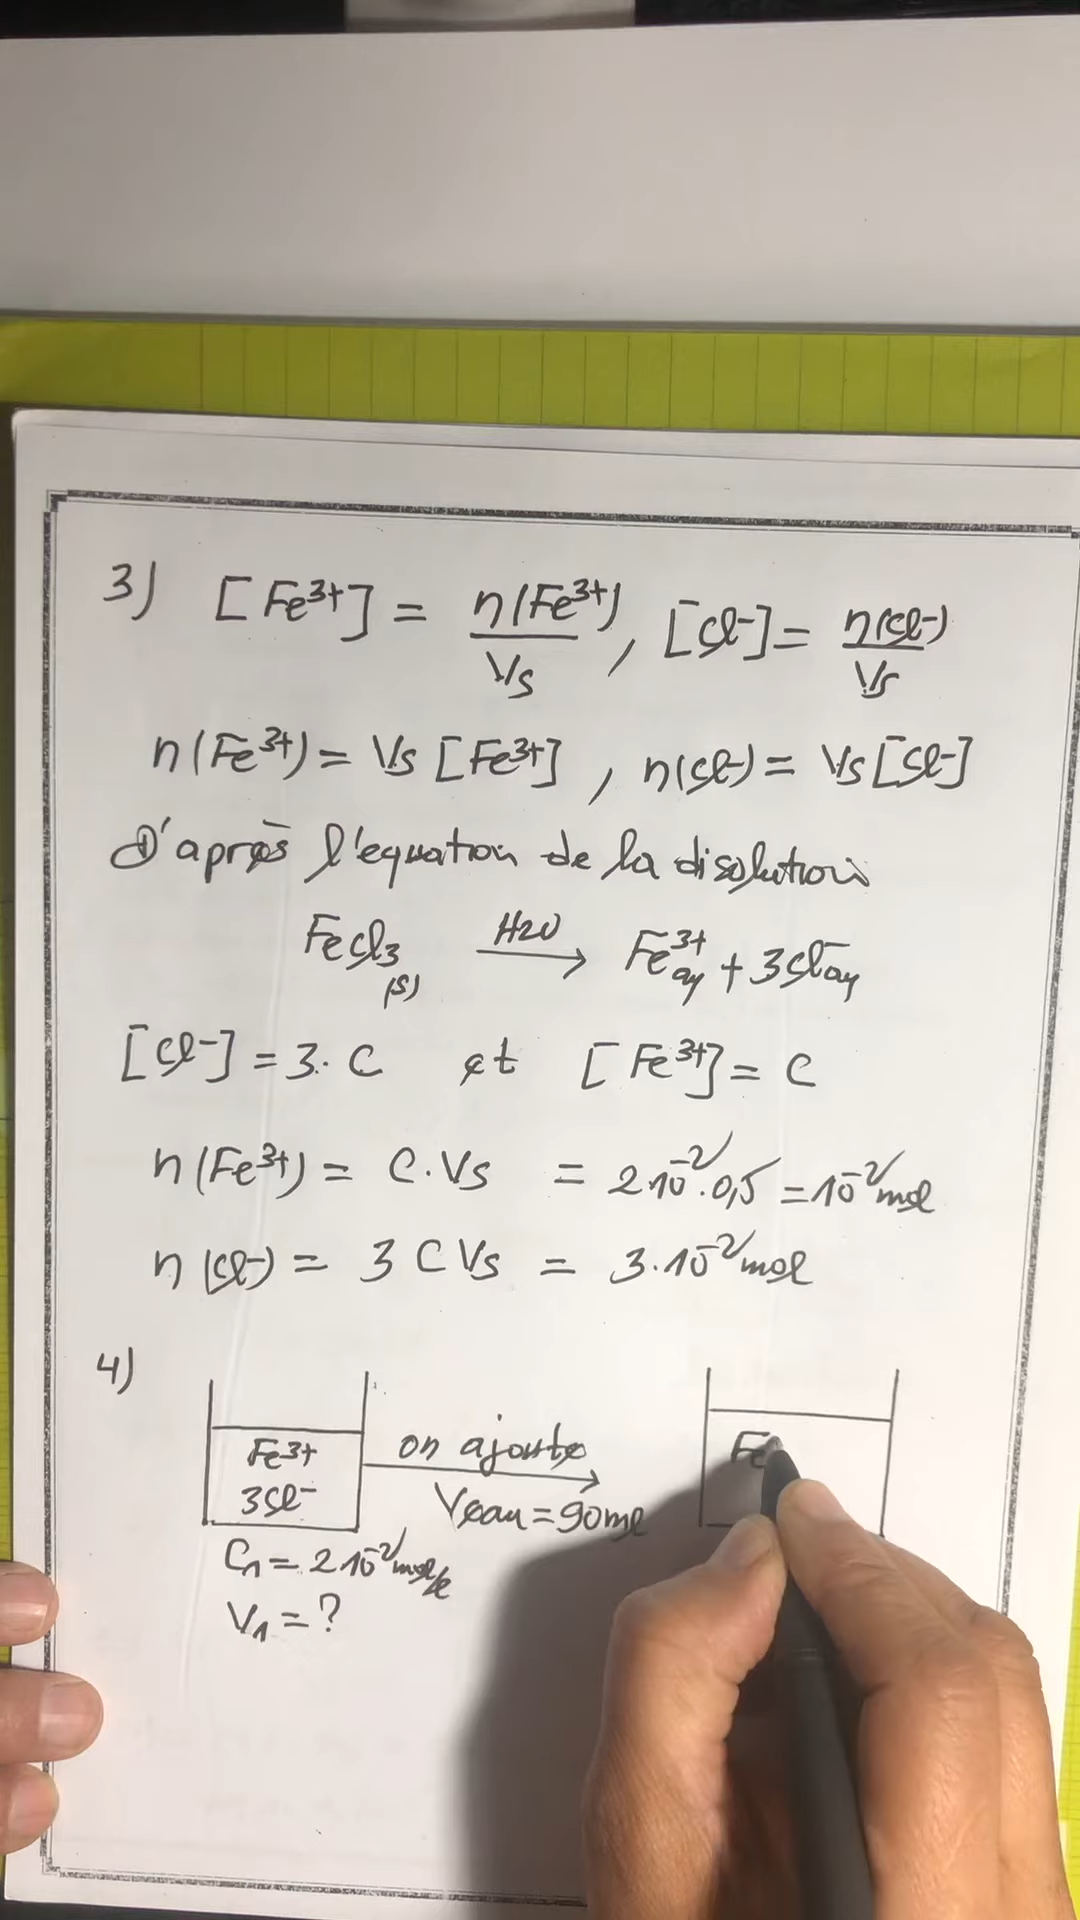 3) [Fe³⁺] = n(Fe³⁺)/Vs , [Cl⁻] = n(Cl⁻)/Vs
n(Fe³⁺) = Vs [Fe³⁺] , n(Cl⁻) = Vs [Cl⁻]
D'après l'équation de la disolution
FeCl₃(s) —H2O→ Fe³⁺aq + 3Cl⁻aq
[Cl⁻] = 3. C et [Fe³⁺] = C
n(Fe³⁺) = C.Vs = 2.10⁻².0,5 = 10⁻² mol
n(Cl⁻) = 3 C Vs = 3.10⁻² mol
4)
Fe³⁺
3Cl⁻
C₁ = 2 10⁻² mol/l
V₁ = ?
on ajoute
Veau = 90 ml
Fe